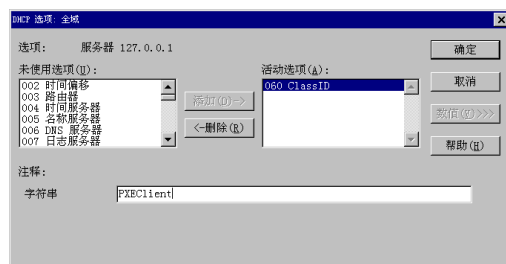 DHCP 选项: 全域
选项: 服务器 127.0.0.1
确定
未使用选项(U):
活动选项(A):
002 时间偏移
003 路由器
004 时间服务器
005 名称服务器
006 DNS 服务器
007 日志服务器
添加(D)->
<-删除(R)
060 ClassID
取消
数值(V)>>>
帮助(H)
注释:
字符串
PXEClient